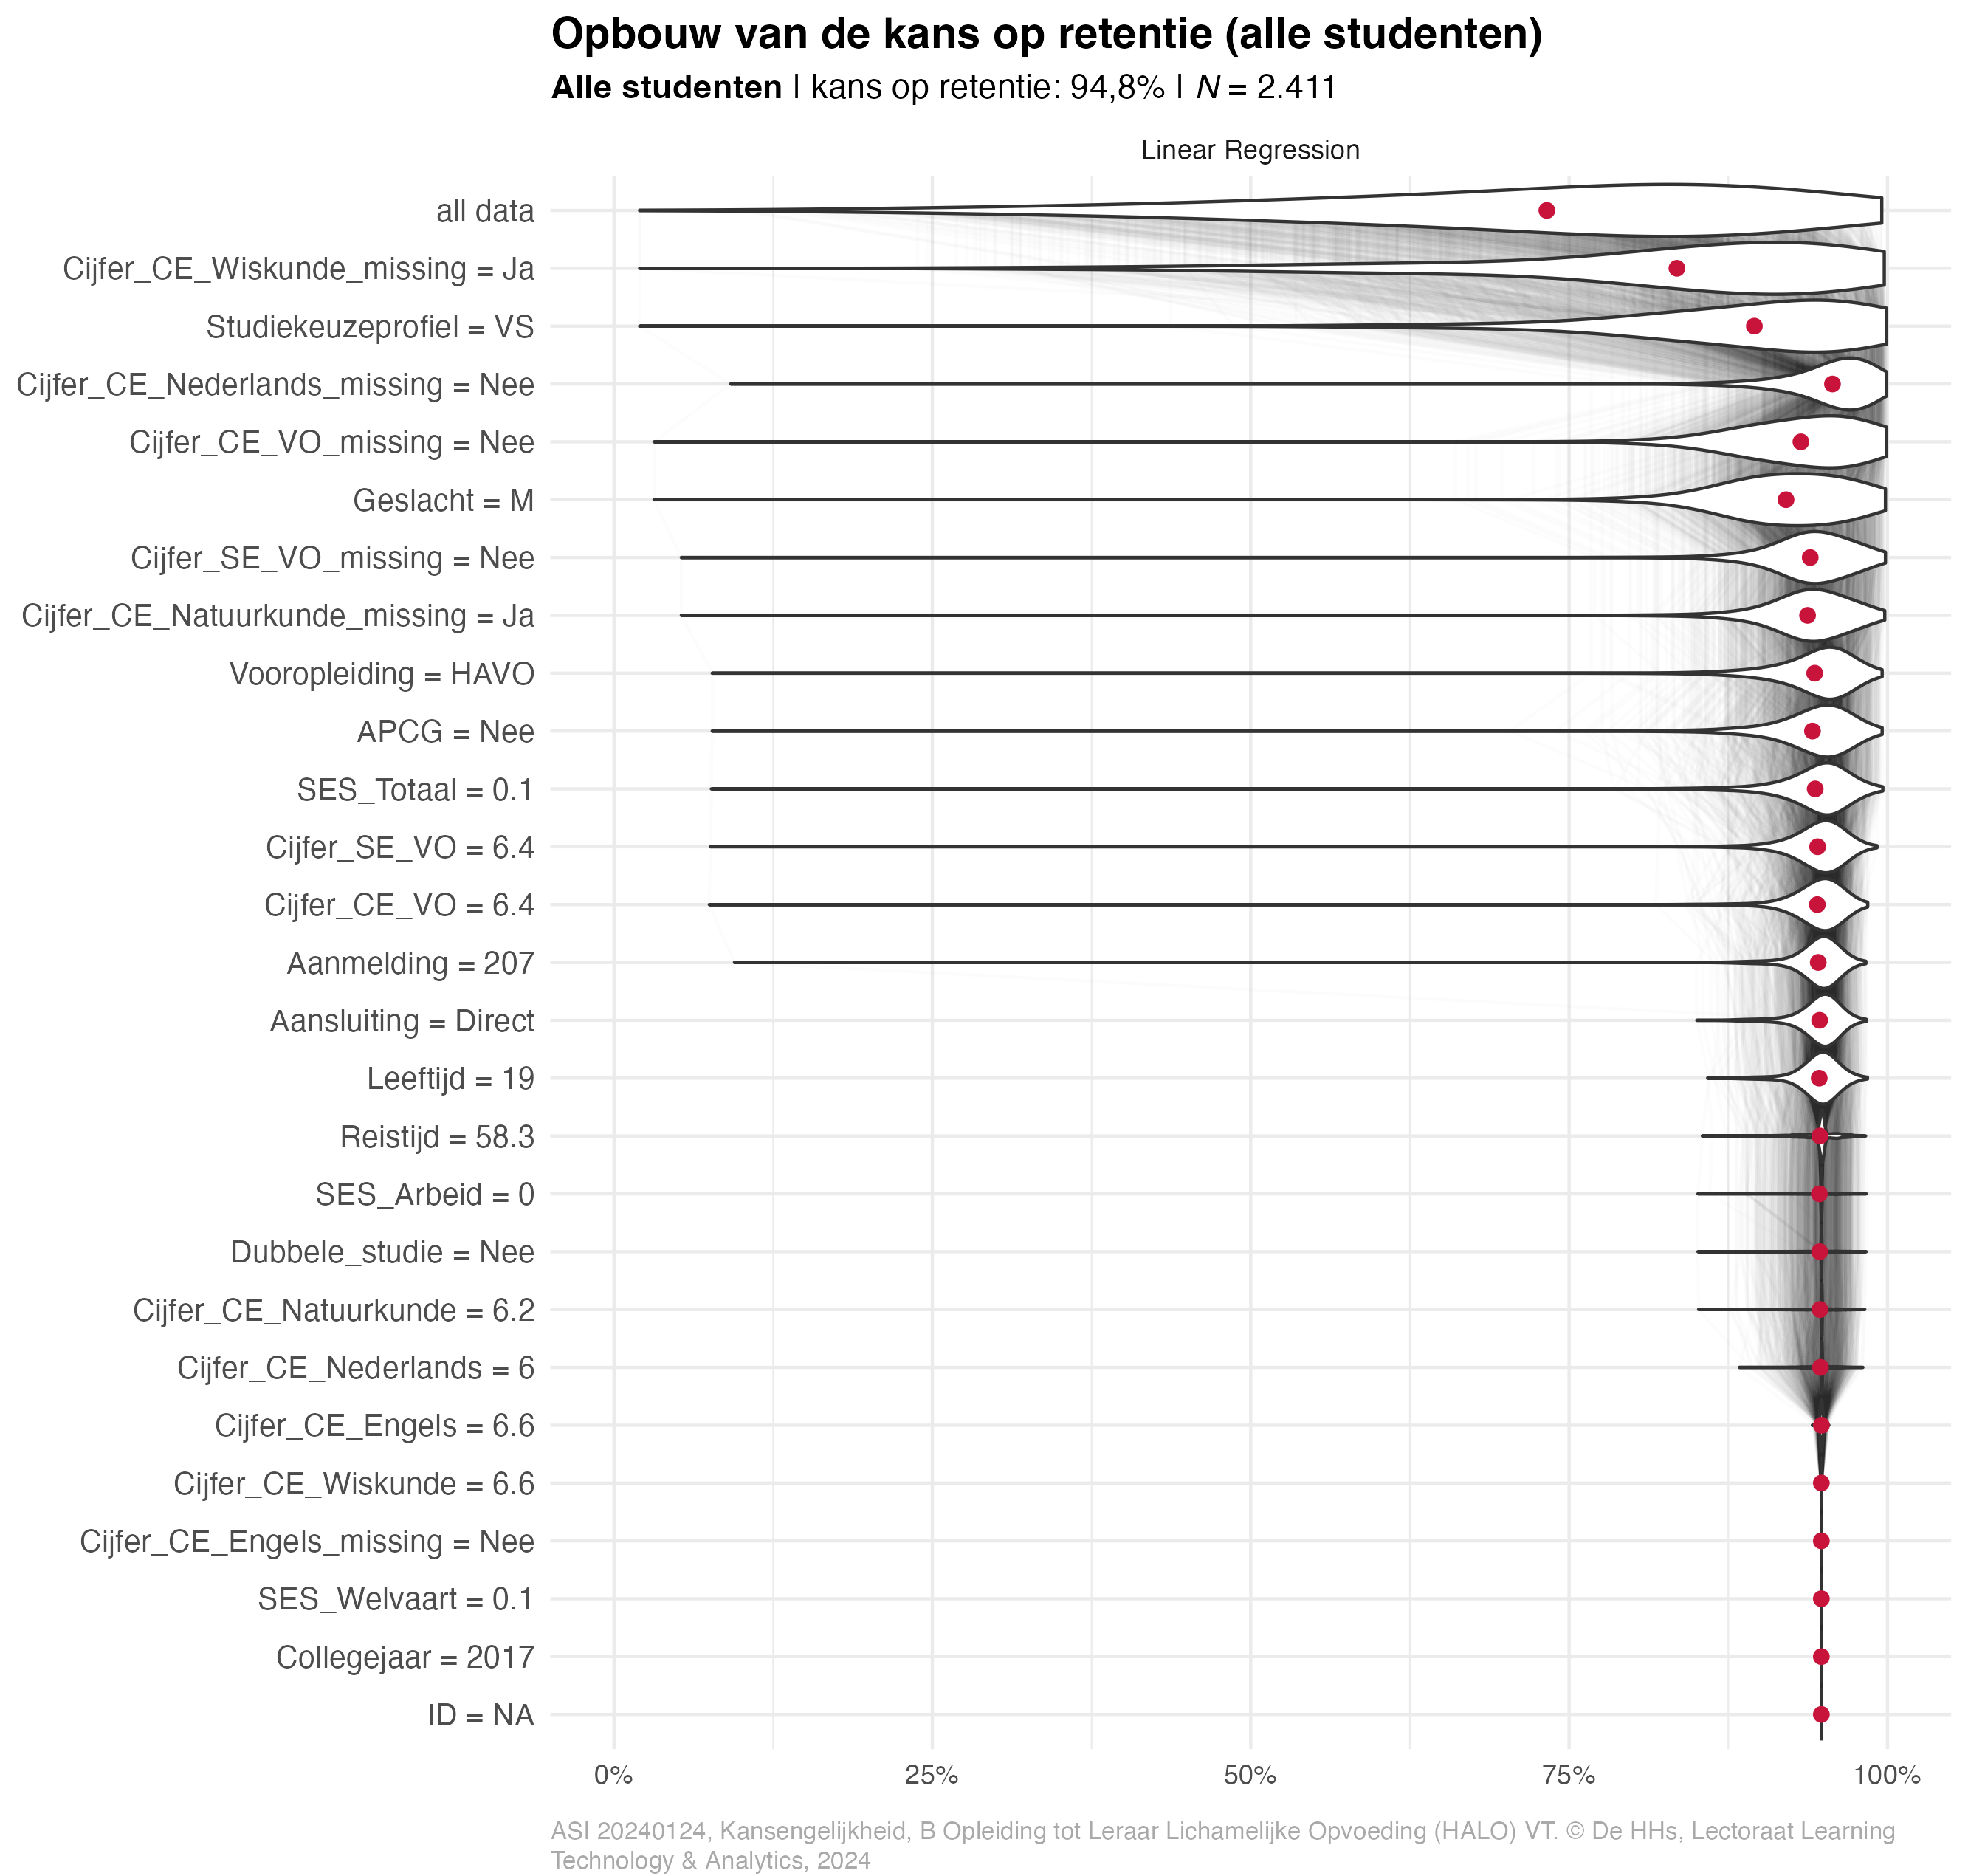 Opbouw van de kans op retentie (alle studenten)
Alle studenten | kans op retentie: 94,8% | N = 2.411
Linear Regression
all data
Cijfer_CE_Wiskunde_missing = Ja
Studiekeuzeprofiel = VS
Cijfer_CE_Nederlands_missing = Nee
Cijfer_CE_VO_missing = Nee
Geslacht = M
Cijfer_SE_VO_missing = Nee
Cijfer_CE_Natuurkunde_missing = Ja
Vooropleiding = HAVO
APCG = Nee
SES_Totaal = 0.1
Cijfer_SE_VO = 6.4
Cijfer_CE_VO = 6.4
Aanmelding = 207
Aansluiting = Direct
Leeftijd = 19
Reistijd = 58.3
SES_Arbeid = 0
Dubbele_studie = Nee
Cijfer_CE_Natuurkunde = 6.2
Cijfer_CE_Nederlands = 6
Cijfer_CE_Engels = 6.6
Cijfer_CE_Wiskunde = 6.6
Cijfer_CE_Engels_missing = Nee
SES_Welvaart = 0.1
Collegejaar = 2017
ID = NA
0% 25% 50% 75% 100%
ASI 20240124, Kansengelijkheid, B Opleiding tot Leraar Lichamelijke Opvoeding (HALO) VT. © De HHs, Lectoraat Learning
Technology & Analytics, 2024